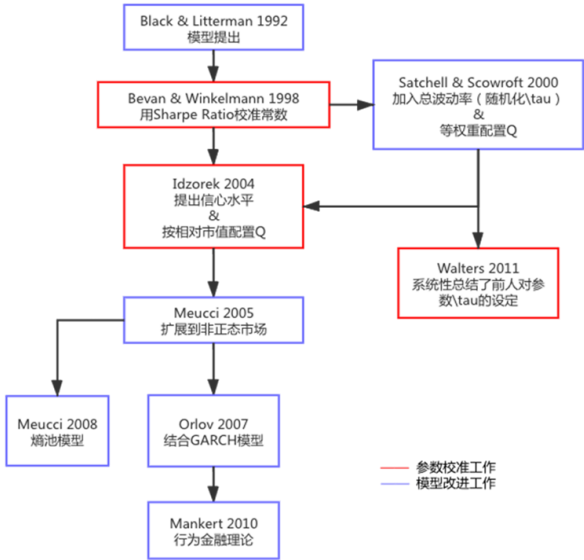 Black & Litterman 1992
模型提出
Bevan & Winkelmann 1998
用Sharpe Ratio校准常数
Satchell & Scowroft 2000
加入总波动率（随机化\tau）
&
等权重配置Q
Idzorek 2004
提出信心水平
&
按相对市值配置Q
Walters 2011
系统性总结了前人对参
数\tau的设定
Meucci 2005
扩展到非正态市场
Meucci 2008
熵池模型
Orlov 2007
结合GARCH模型
Mankert 2010
行为金融理论
参数校准工作
模型改进工作